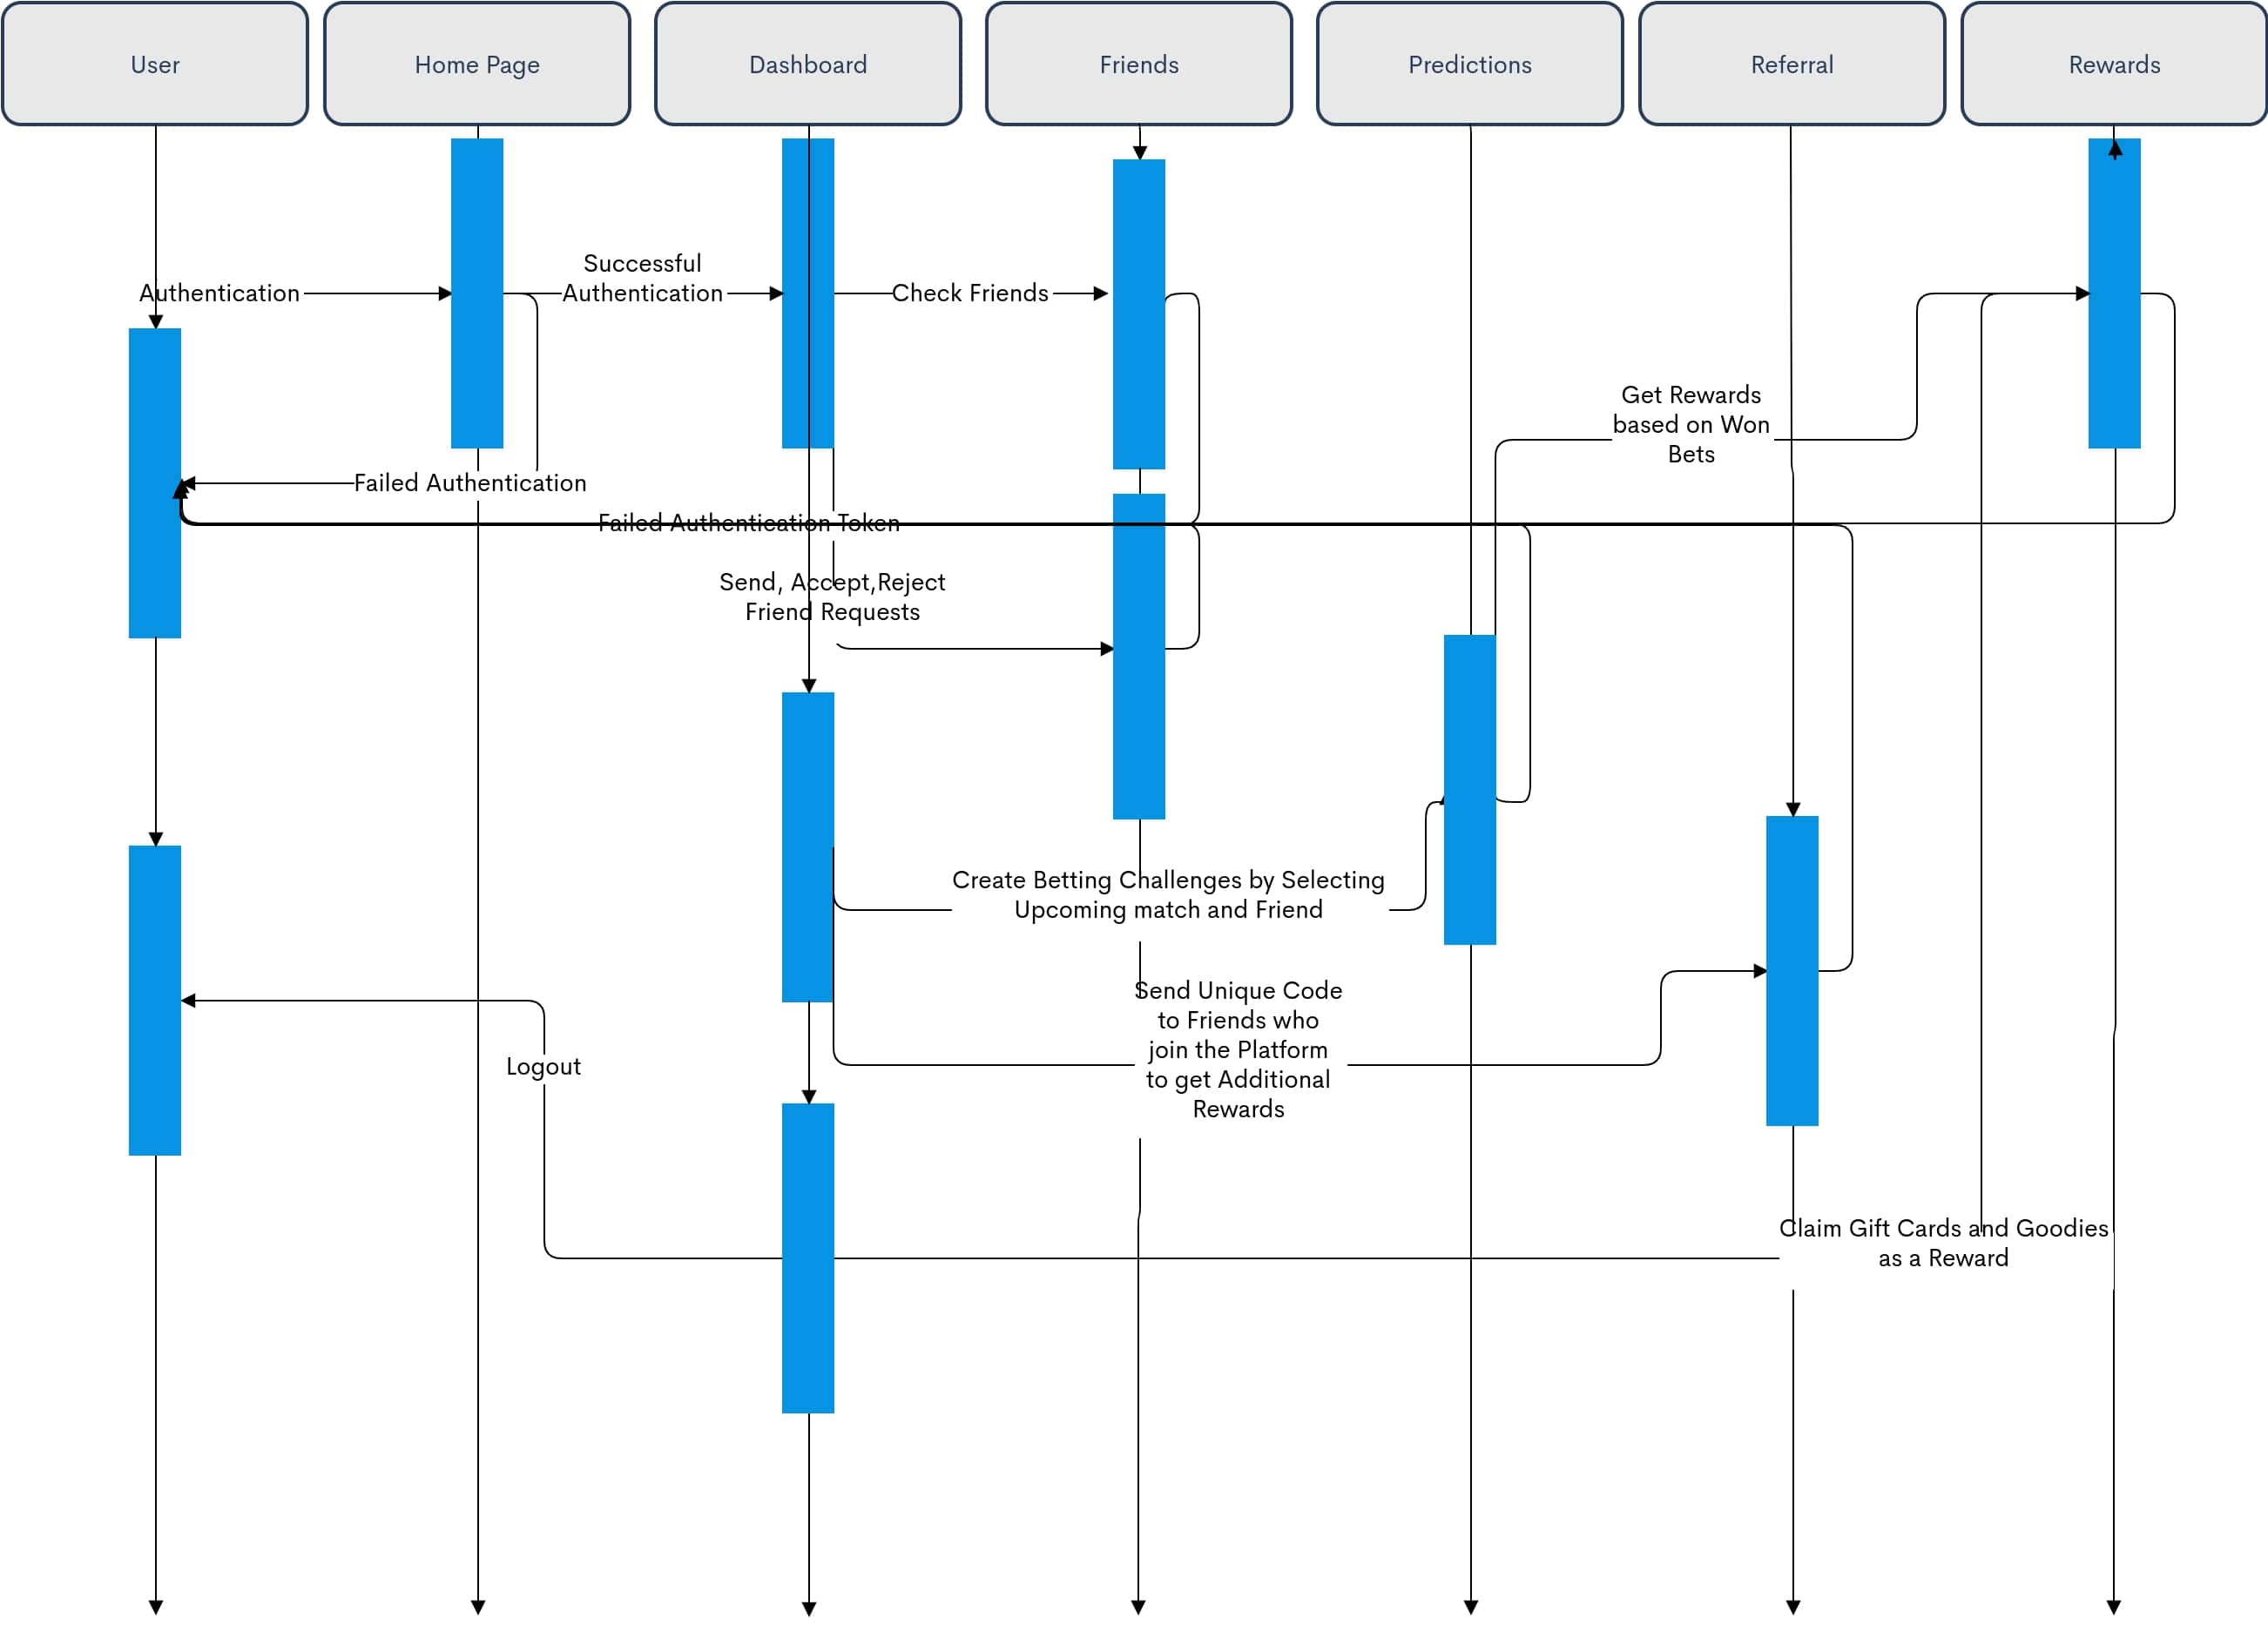 User
Home Page
Dashboard
Friends
Predictions
Referral
Rewards
Authentication
Successful
Authentication
Check Friends
Get Rewards
based on Won
Bets
Failed Authentication
Failed Authentication Token
Send, Accept,Reject
Friend Requests
Create Betting Challenges by Selecting
Upcoming match and Friend
Send Unique Code
to Friends who
join the Platform
to get Additional
Rewards
Logout
Claim Gift Cards and Goodies
as a Reward